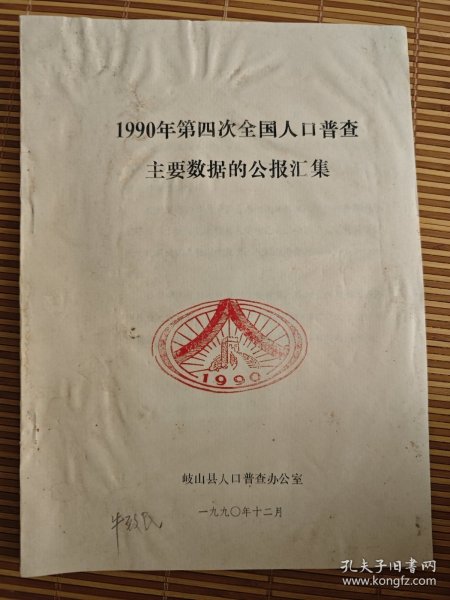 1990年第四次全国人口普查
主要数据的公报汇集
1990
岐山县人口普查办公室
一九九〇年十二月
孔夫子旧书网
www.kongfz.com